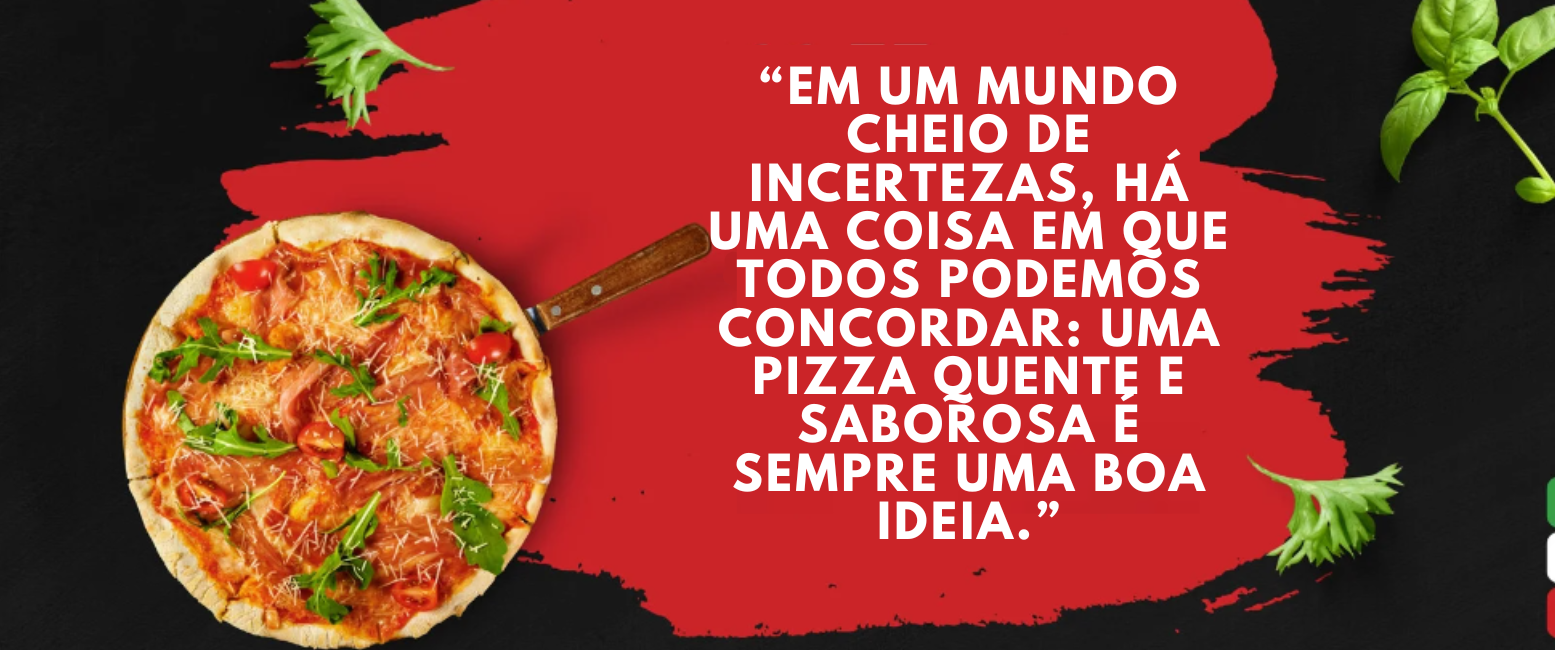 “EM UM MUNDO
CHEIO DE
INCERTEZAS, HÁ
UMA COISA EM QUE
TODOS PODEMOS
CONCORDAR: UMA
PIZZA QUENTE E
SABOROSA É
SEMPRE UMA BOA
IDEIA.”